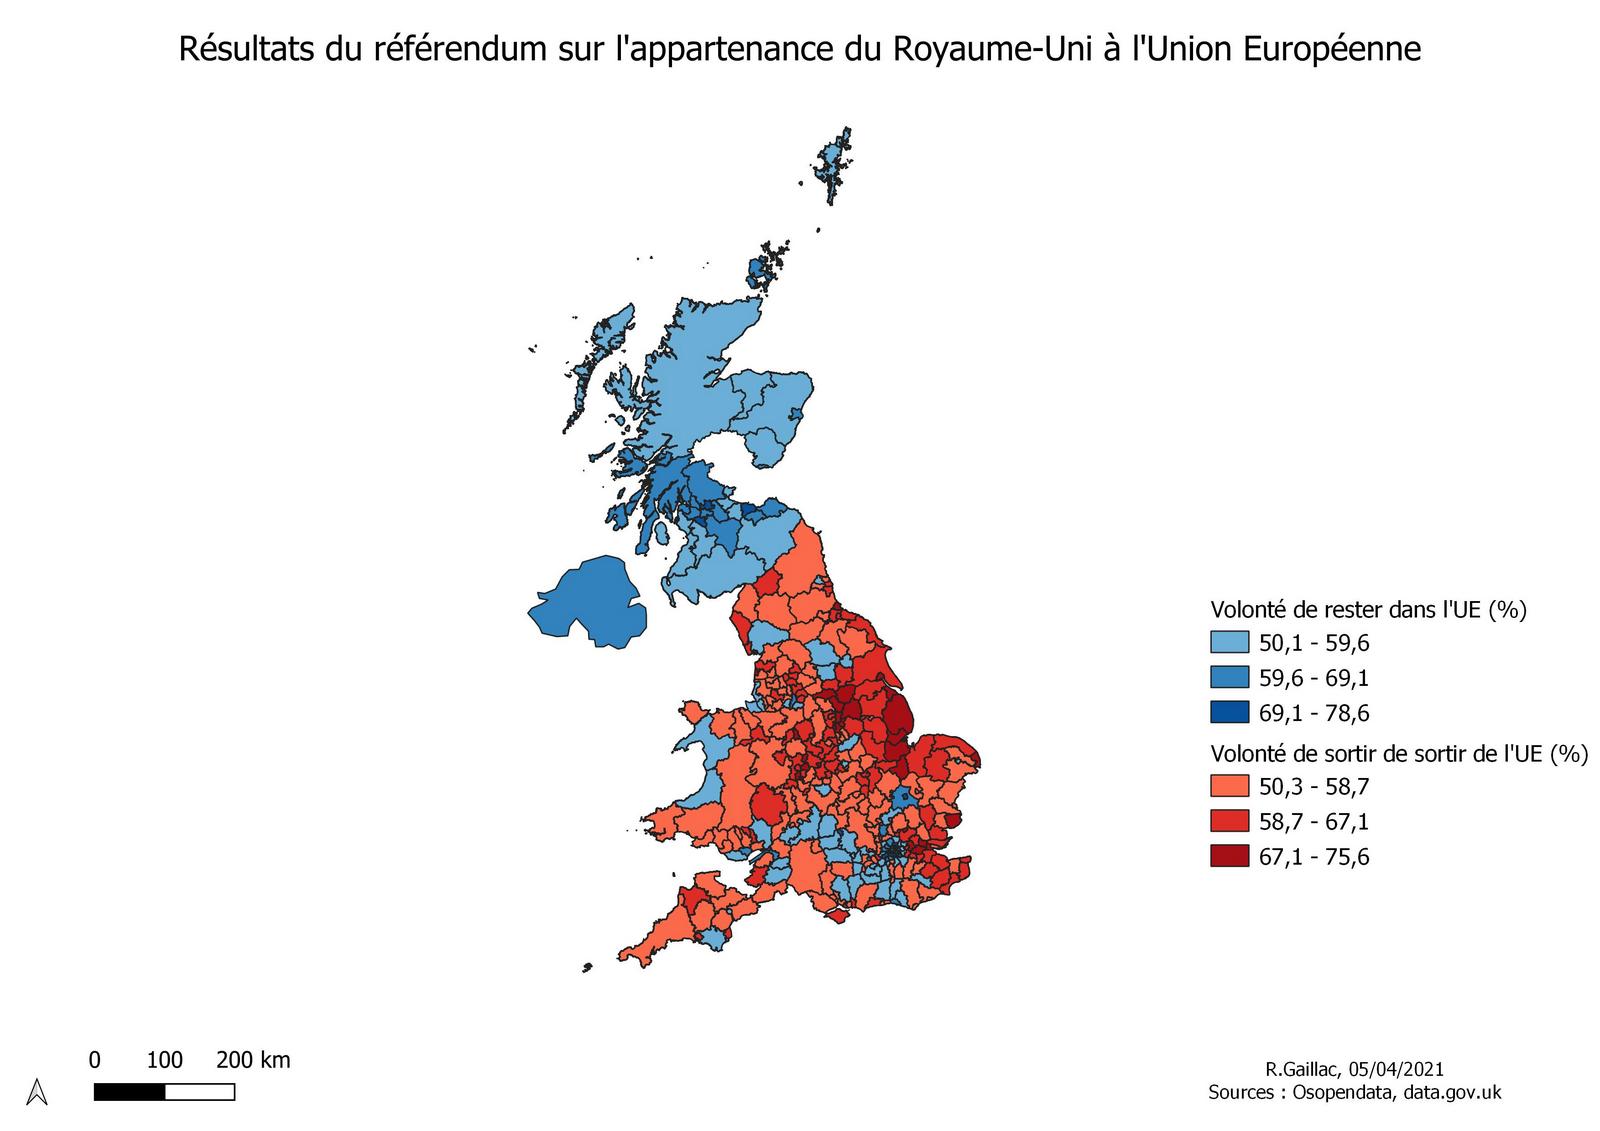 Résultats du référendum sur l'appartenance du Royaume-Uni à l'Union Européenne
Volonté de rester dans l'UE (%)
50,1 - 59,6
59,6 - 69,1
69,1 - 78,6
Volonté de sortir de sortir de l'UE (%)
50,3 - 58,7
58,7 - 67,1
67,1 - 75,6
0 100 200 km
R.Gaillac, 05/04/2021
Sources : Osopendata, data.gov.uk